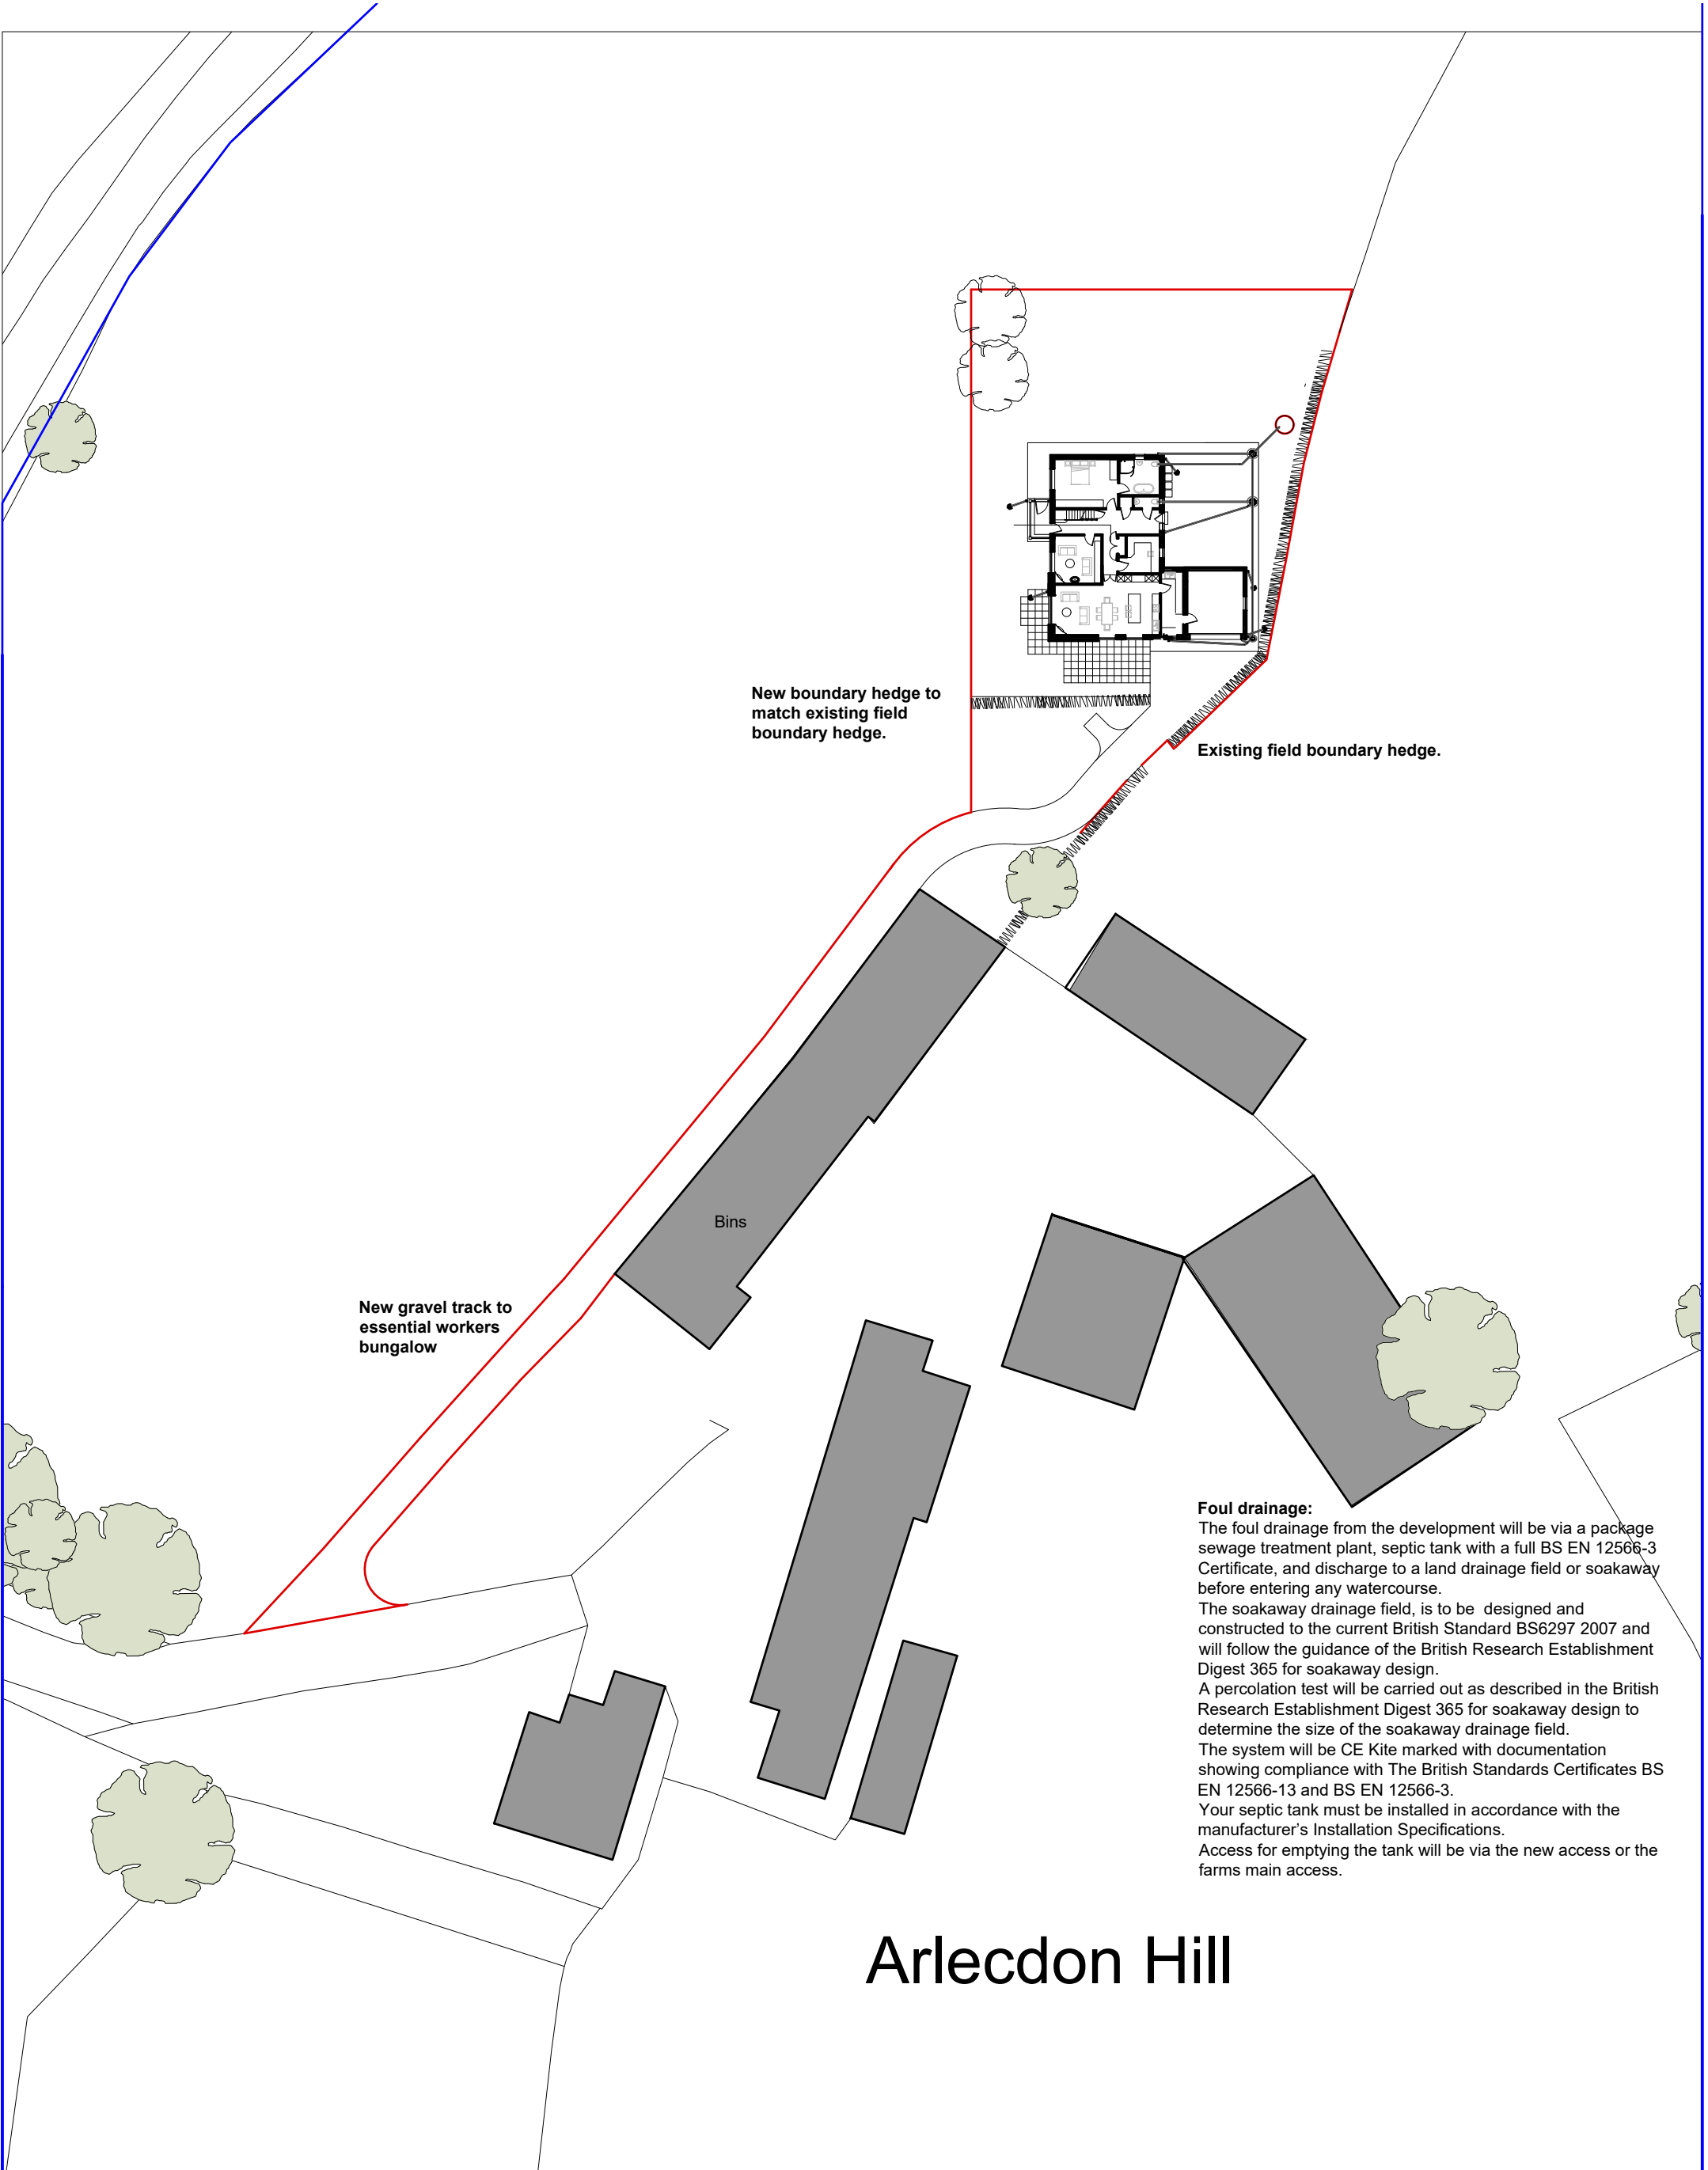 New boundary hedge to
match existing field
boundary hedge.
Existing field boundary hedge.
Bins
New gravel track to
essential workers
bungalow
Foul drainage:
The foul drainage from the development will be via a package
sewage treatment plant, septic tank with a full BS EN 12566-3
Certificate, and discharge to a land drainage field or soakaway
before entering any watercourse.
The soakaway drainage field, is to be  designed and
constructed to the current British Standard BS6297 2007 and
will follow the guidance of the British Research Establishment
Digest 365 for soakaway design.
A percolation test will be carried out as described in the British
Research Establishment Digest 365 for soakaway design to
determine the size of the soakaway drainage field.
The system will be CE Kite marked with documentation
showing compliance with The British Standards Certificates BS
EN 12566-13 and BS EN 12566-3.
Your septic tank must be installed in accordance with the
manufacturer’s Installation Specifications.
Access for emptying the tank will be via the new access or the
farms main access.
Arlecdon Hill